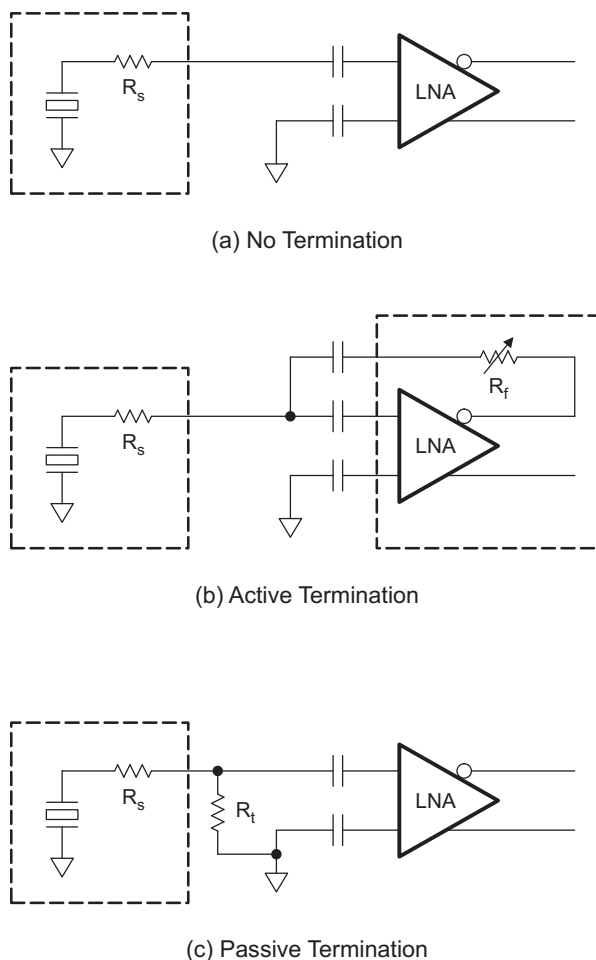 R_s
LNA
(a) No Termination
R_f
R_s
LNA
(b) Active Termination
R_s
R_t
LNA
(c) Passive Termination